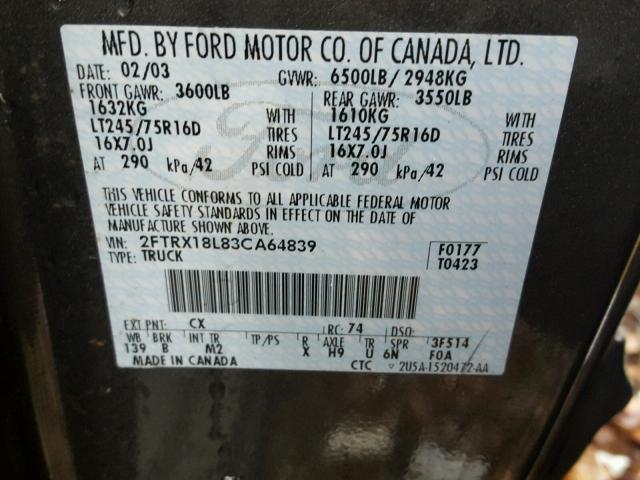 MFD. BY FORD MOTOR CO. OF CANADA, LTD.
DATE: 02/03 GVWR: 6500LB/ 2948KG
FRONT GAWR: 3600LB REAR GAWR: 3550LB
1632KG WITH 1610KG WITH
LT245/75R16D TIRES LT245/75R16D TIRES
16X7.0J RIMS 16X7.0J RIMS
AT 290 kPa/42 PSI COLD AT 290 kPa/42 PSI COLD
Ford
THIS VEHICLE CONFORMS TO ALL APPLICABLE FEDERAL MOTOR
VEHICLE SAFETY STANDARDS IN EFFECT ON THE DATE OF
MANUFACTURE SHOWN ABOVE.
VIN: 2FTRX18L83CA64839 F0177
TYPE: TRUCK T0423
EXT PNT: CX RC: 74 DSO:
WB BRK INT TR TP/PS R AXLE TR SPR 3F514
139 B M2 X H9 U 6N F0A
MADE IN CANADA CTC 2U5A-1520472-AA